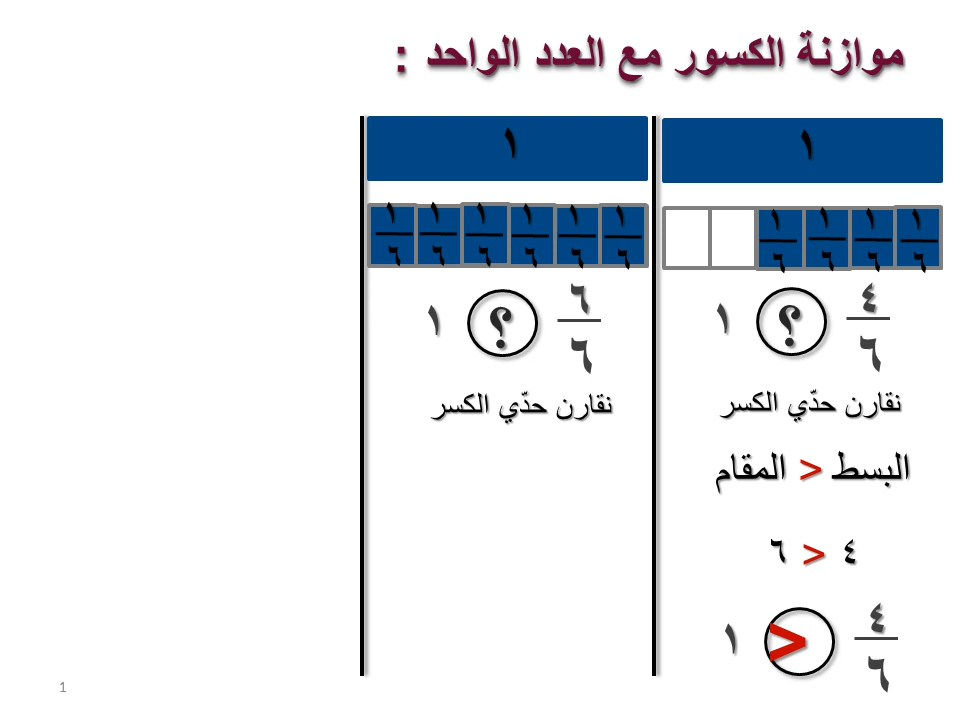 موازنة الكسور مع العدد الواحد :
١
١
١/٦ ١/٦ ١/٦ ١/٦
١/٦ ١/٦ ١/٦ ١/٦ ١/٦ ١/٦
٤/٦ ؟ ١
٦/٦ ؟ ١
نقارن حدّي الكسر
نقارن حدّي الكسر
البسط > المقام
٤ > ٦
٤/٦ > ١
1